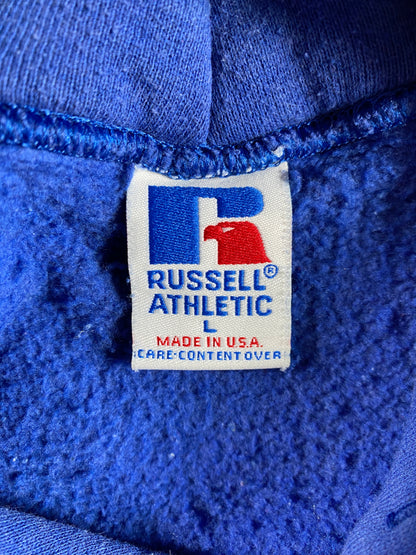 R
RUSSELL®
ATHLETIC
L
MADE IN U.S.A.
CARE·CONTENT OVER